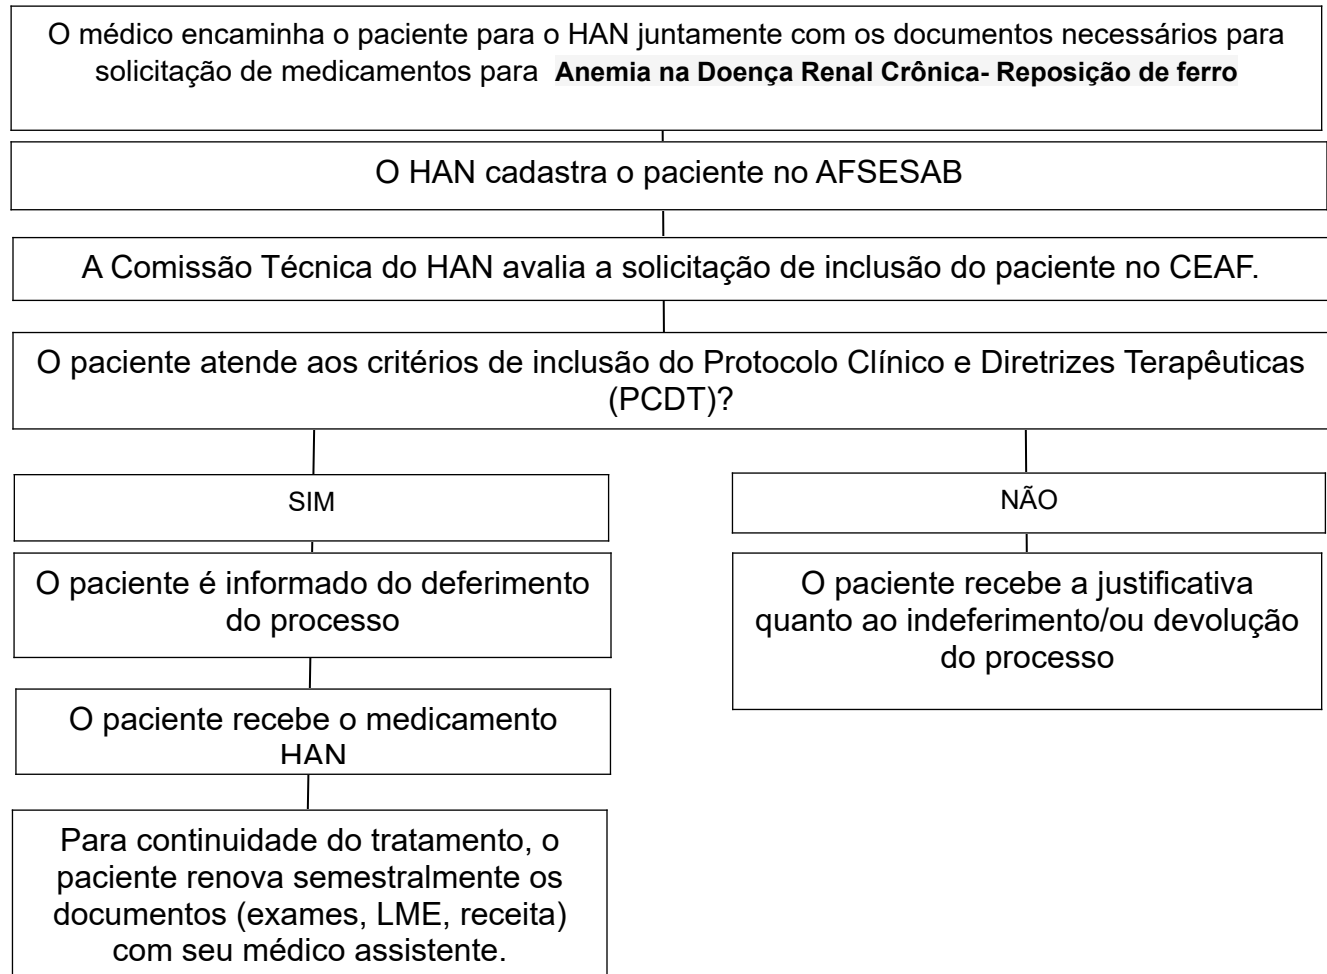 O médico encaminha o paciente para o HAN juntamente com os documentos necessários para
solicitação de medicamentos para Anemia na Doença Renal Crônica- Reposição de ferro
O HAN cadastra o paciente no AFSESAB
A Comissão Técnica do HAN avalia a solicitação de inclusão do paciente no CEAF.
O paciente atende aos critérios de inclusão do Protocolo Clínico e Diretrizes Terapêuticas
(PCDT)?
SIM
O paciente é informado do deferimento
do processo
O paciente recebe o medicamento
HAN
Para continuidade do tratamento, o
paciente renova semestralmente os
documentos (exames, LME, receita)
com seu médico assistente.
NÃO
O paciente recebe a justificativa
quanto ao indeferimento/ou devolução
do processo